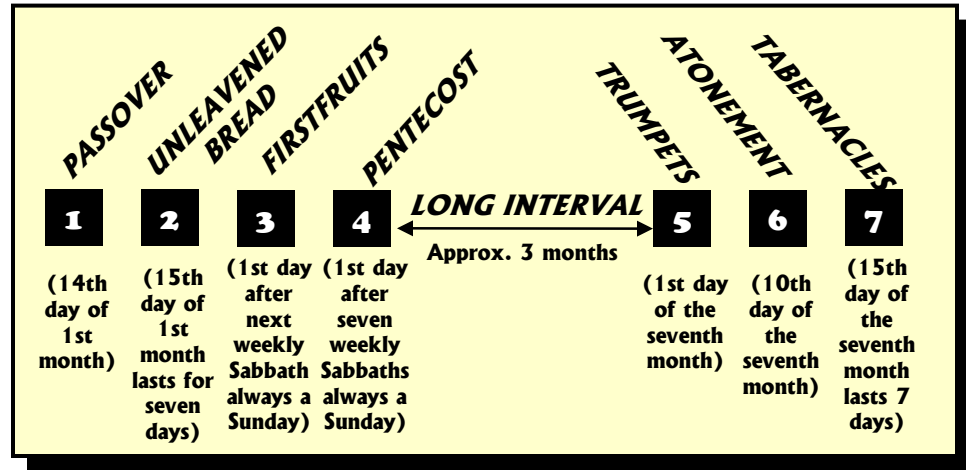 PASSOVER
UNLEAVENED
BREAD
FIRSTFRUITS
PENTECOST
TRUMPETS
ATONEMENT
TABERNACLES
1
2
3
4
LONG INTERVAL
Approx. 3 months
5
6
7
(14th
day of
1st
month)
(15th
day of
1st
month
lasts for
seven
days)
(1st day
after
next
weekly
Sabbath
always a
Sunday)
(1st day
after
seven
weekly
Sabbaths
always a
Sunday)
(1st day
of the
seventh
month)
(10th
day of
the
seventh
month)
(15th
day of
the
seventh
month
lasts 7
days)